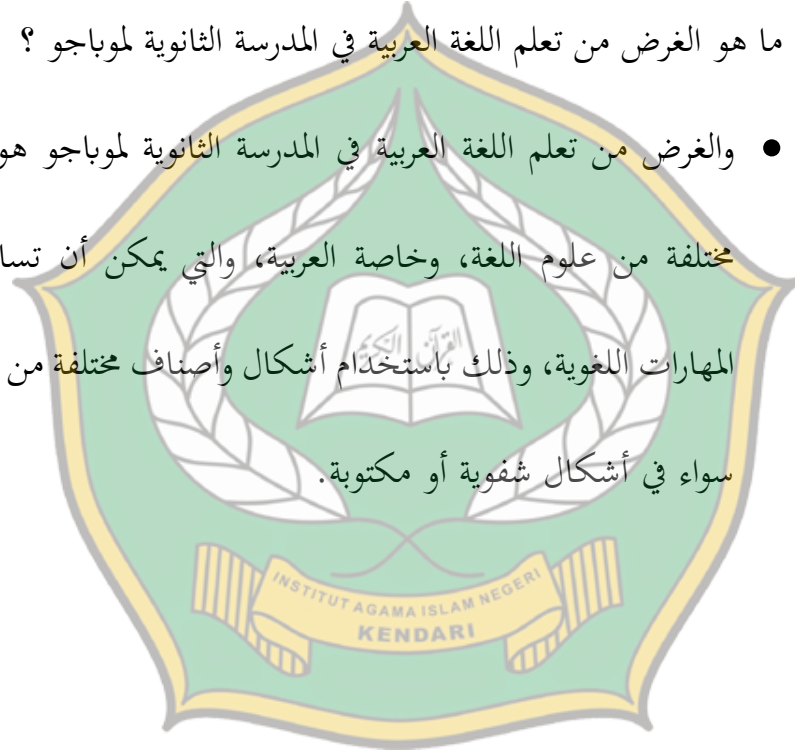 ما هو الغرض من تعلم اللغة العربية في المدرسة الثانوية لموباجو ؟
● والغرض من تعلم اللغة العربية في المدرسة الثانوية لموباجو هو
مختلفة من علوم اللغة، وخاصة العربية، والتي يمكن أن تسا
القرآن الكريم
المهارات اللغوية، وذلك باستخدام أشكال وأصناف مختلفة من
سواء في أشكال شفوية أو مكتوبة.
INSTITUT AGAMA ISLAM NEGERI
KENDARI